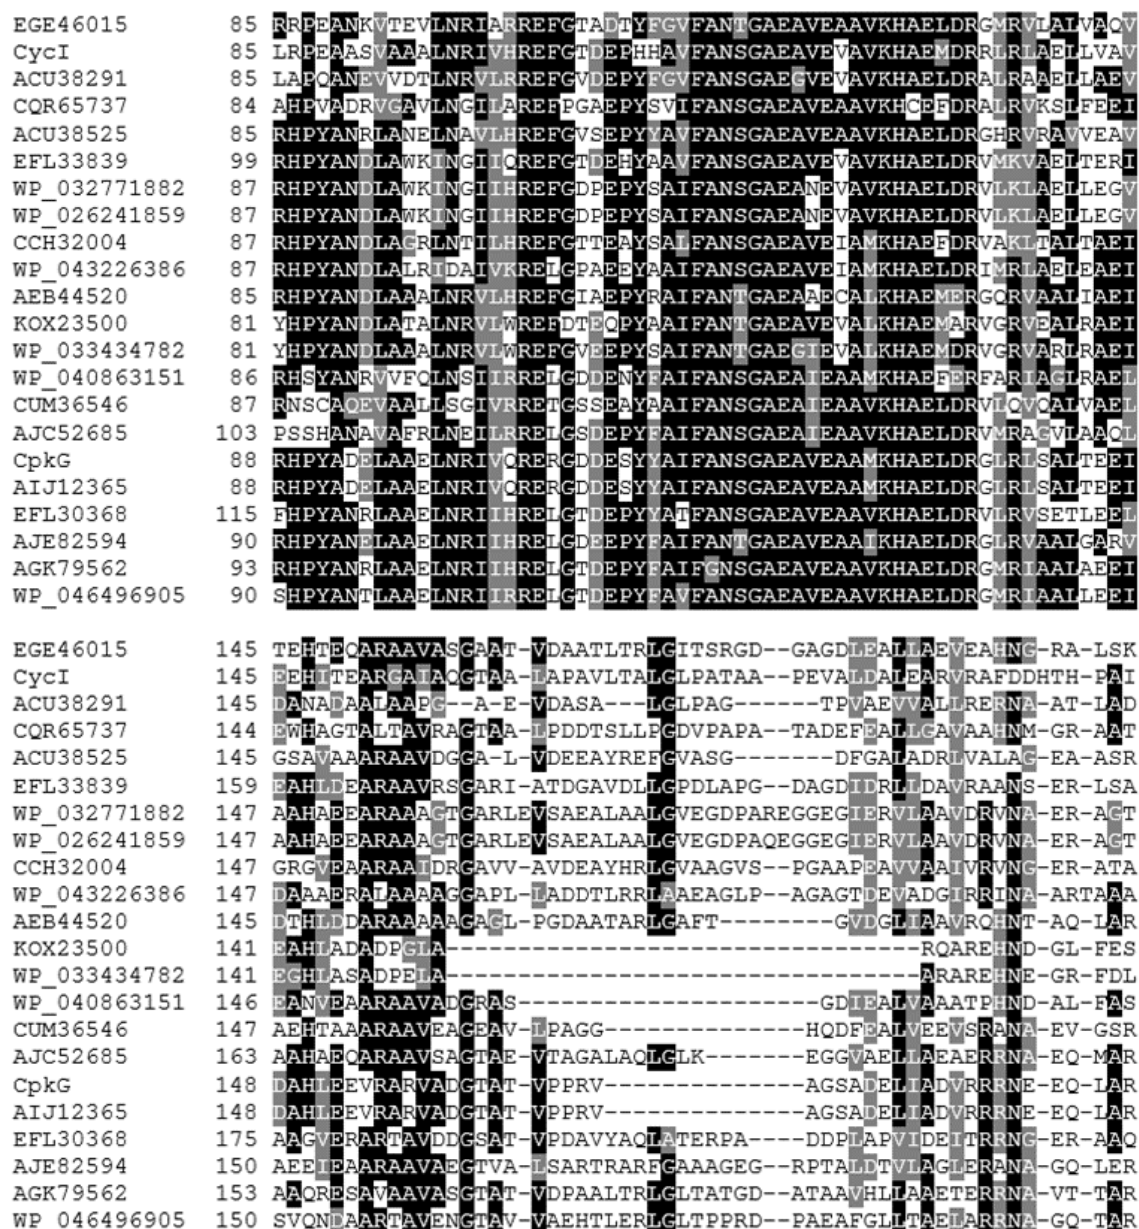 EGE46015 85 RRPEANKVTEVLNRIARREFGTADTYFGVFANTGAEAVEAAVKHAELDRGMRVLALVAQV
CycI 85 LRPEAASVAAALNRIVHREFGTDEPHHAVFANSGAEAVEVAVKHAEMDRRLRLAELLVAV
ACU38291 85 LAPQANEVVDTLNRVLRREFGVDEPYFGVFANSGAEGVEVAVKHAELDRALRAAELLAEV
CQR65737 84 AHPVADRVGAVLNGILAREFPGAEPYSVIFANSGAEAVEAAVKHCEFDRALRVKSLFEEI
ACU38525 85 RHPYANRLANELNAVLHREFGVSEPYYAVFANSGAEAVEAAVKHAELDRGHRVRAVVEAV
EFL33839 99 RHPYANDLAWKINGIIQREFGTDEHYAAVFANSGAEAVEVAVKHAELDRVMKVAELTERI
WP_032771882 87 RHPYANDLAWKINGIIHREFGDPEPYSAIFANSGAEANEVAVKHAELDRVLKLAELLEGV
WP_026241859 87 RHPYANDLAWKINGIIHREFGDPEPYSAIFANSGAEANEVAVKHAELDRVLKLAELLEGV
CCH32004 87 RHPYANDLAGRLNTILHREFGTTEAYSALFANSGAEAVEIAMKHAEFDRVAKLTALTAEI
WP_043226386 87 RHPYANDLALRIDAIVKRELGPAEEYAAIFANSGAEAVEIAMKHAELDRIMRLAELEAEI
AEB44520 85 RHPYANDLAAALNRVLHREFGIAEPYRAIFANTGAEAAECALKHAEMERGQRVAALIAEI
KOX23500 81 YHPYANDLATALNRVLWREFDTEQPYAAIFANTGAEAVEVALKHAEMARVGRVEALRAEI
WP_033434782 81 YHPYANDLAAALNRVLWREFGVEEPYSAIFANTGAEGIEVALKHAEMDRVGRVARLRAEI
WP_040863151 86 RHSYANRVVFQLNSIIRRELGDDENYFAIFANSGAEAIEAAMKHAEFERFARIAGLRAEL
CUM36546 87 RNSCAQEVAALLSGIVRRETGSSEAYAAIFANSGAEAIEAAVKHAELDRVLQVQALVAEL
AJC52685 103 PSSHANAVAFRLNEILRRELGSDEPYFAIFANSGAEAIEAAVKHAELDRVMRAGVLAAQL
CpkG 88 RHPYADELAAELNRIVQRERGDDESYYAIFANSGAEAVEAAMKHAELDRGLRLSALTEEI
AIJ12365 88 RHPYADELAAELNRIVQRERGDDESYYAIFANSGAEAVEAAMKHAELDRGLRLSALTEEI
EFL30368 115 FHPYANRLAAELNRIIHRELGTDEPYYATFANSGAEAVEAAVKHAELDRVLRVSETLEEL
AJE82594 90 RHPYANELAAELNRIIHRELGDEEPYFAIFANTGAEAVEAAIKHAELDRGLRVAALGARV
AGK79562 93 RHPYANRLAAELNRIIHRELGTDEPYFAIFGNSGAEAVEAAVKHAELDRGMRIAALAEEI
WP_046496905 90 SHPYANTLAAELNRIIRRELGTDEPYFAVFANSGAEAVEAAVKHAELDRGMRIAALLEEI
EGE46015 145 TEHTEQARAAVASGAAT-VDAATLTRLGITSRGD--GAGDLEALLAEVEAHNG-RA-LSK
CycI 145 EEHITEARGAIAQGTAA-LAPAVLTALGLPATAA--PEVALDALEARVRAFDDHTH-PAI
ACU38291 145 DANADAALAAPG--A-E-VDASA---LGLPAG------TPVAEVVALLRERNA-AT-LAD
CQR65737 144 EWHAGTALTAVRAGTAA-LPDDTSLLPGDVPAPA-TADEFEALLGAVAAHNM-GR-AAT
ACU38525 145 GSAVAAARAAVDGGA-L-VDEEAYREFGVASG-------DFGALADRLVALAG-EA-ASR
EFL33839 159 EAHLDEARAAVRSGARI-ATDGAVDLLGPDLAPG--DAGDIDRLLDAVRAANS-ER-LSA
WP_032771882 147 AAHAEEARAAAGTGARLEVSAEALAALGVEGDPAREGGEGIERVLAAVDRVNA-ER-AGT
WP_026241859 147 AAHAEEARAAAGTGARLEVSAEALAALGVEGDPAQEGGEGIERVLAAVDRVNA-ER-AGT
CCH32004 147 GRGVEAARAAIDRGAVV-AVDEAYHRLGVAAGVS--PGAAPEAVVAAIVRVNG-ERATA
WP_043226386 147 DAAAERALAAAAGGAPL-LADDTLRRLAAEAGLP--AGAGTDEVADGIRRINA-ARTAAA
AEB44520 145 DTHLDDARAAAAAGAGL-PGDAATARLGAFT--------GVDGLIAAVRQHNT-AQ-LAR
KOX23500 141 EAHLADADPGLA---------------------------------RQAREHND-GL-FES
WP_033434782 141 EGHLASADPELA---------------------------------ARAREHNE-GR-FDL
WP_040863151 146 EANVEAARAAVADGRAS---------------------GDIEALVAAATPHND-AL-FAS
CUM36546 147 AEHTAAARAAVEAGEAV-LPAGG--------------HQDFEALVEEVSRANA-EV-GSR
AJC52685 163 AAHAEQARAAVSAGTAE-VTAGALAQLGLK-------EGGVAELLAEAERRNA-EQ-MAR
CpkG 148 DAHLEEVRARVADGTAT-VPPRV--------------AGSADELIADVRRRNE-EQ-LAR
AIJ12365 148 DAHLEEVRARVADGTAT-VPPRV--------------AGSADELIADVRRRNE-EQ-LAR
EFL30368 175 AAGVERARTAVDDGSAT-VPDAVYAQLATERPA----DDPLAPVIDEITRRNG-ER-AAQ
AJE82594 150 AEEIEAARAAVAEGTVA-LSARTRARFGAAAGEG--RPTALDTVLAGLERANA-GQ-LER
AGK79562 153 AAQRESAVAAVASGTAT-VDPAALTRLGLTATGD--ATAAVHLLAAETERRNA-VT-TAR
WP_046496905 150 SVQNDAARTAVENGTAV-VAEHTLERLGLTPPRD--PAEAFGLLTAEIERANA-GQ-TAR